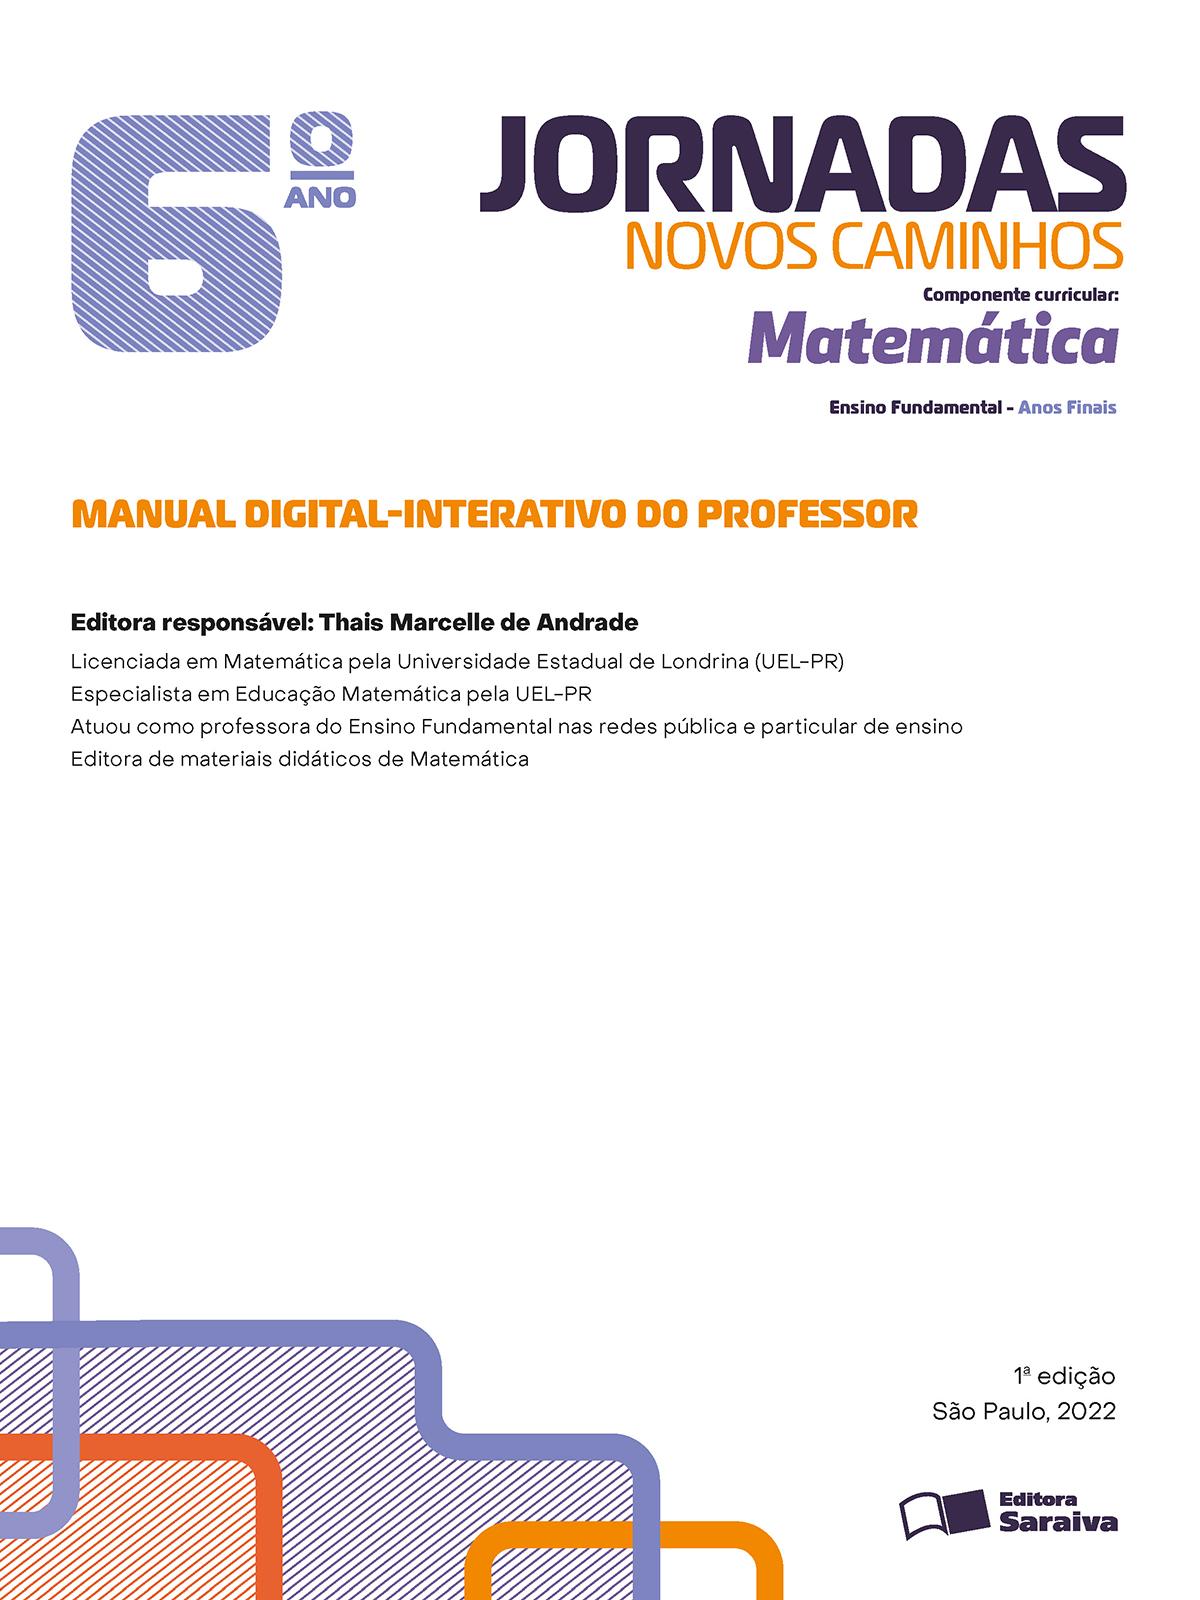 6º
ANO
JORNADAS
NOVOS CAMINHOS
Componente curricular:
Matemática
Ensino Fundamental - Anos Finais
MANUAL DIGITAL-INTERATIVO DO PROFESSOR
Editora responsável: Thais Marcelle de Andrade
Licenciada em Matemática pela Universidade Estadual de Londrina (UEL-PR)
Especialista em Educação Matemática pela UEL-PR
Atuou como professora do Ensino Fundamental nas redes pública e particular de ensino
Editora de materiais didáticos de Matemática
1ª edição
São Paulo, 2022
Editora
Saraiva